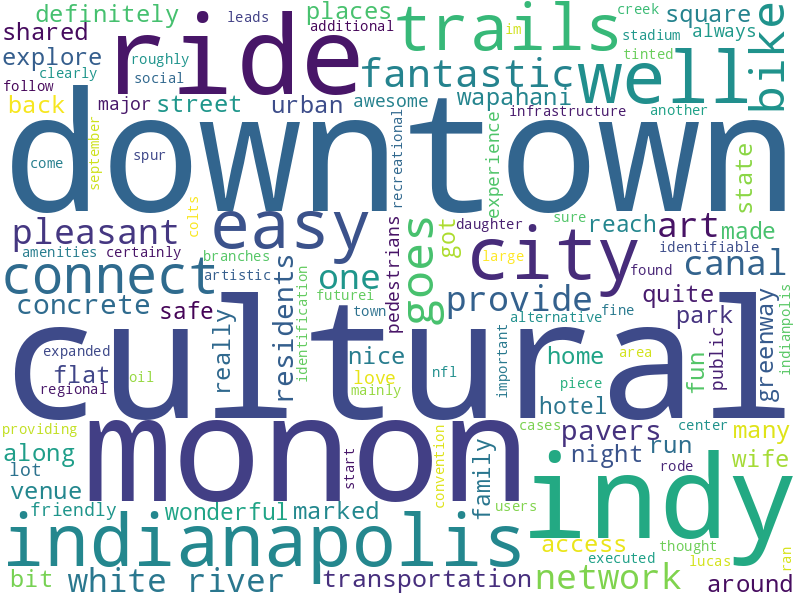 definitely
leads
places
additional
trails
creek
im
square
stadium
always
tinted
bike
shared
explore
ride
roughly
social
fantastic
well
clearly
follow
back
major
street
urban
awesome
wapahani
infrastructure
another
downtown
come
september
spur
recreational
experience
state
pleasant
colts
easy
goes
got
daughter
sure
reach
art
made
amenities
certainly
pedestrians
city
large
identifiable
connect
branches
artistic
residents
identification
one
futurei
found
canal
concrete
safe
really
town
provide
alternative
fine
quite
park
greenway
indianpolis
cultural
expanded
flat
oil
regional
nice
love
mainly
nfl
important
home
area
piece
fun
public
hotel
providing
monon
cases
pavers
center
many
along
lot
venue
start
convention
family
night
run
rode
wife
friendly
wonderful
marked
users
indy
indianapolis
access
thought
executed
lucas
ran
bit
white river
transportation
network
around